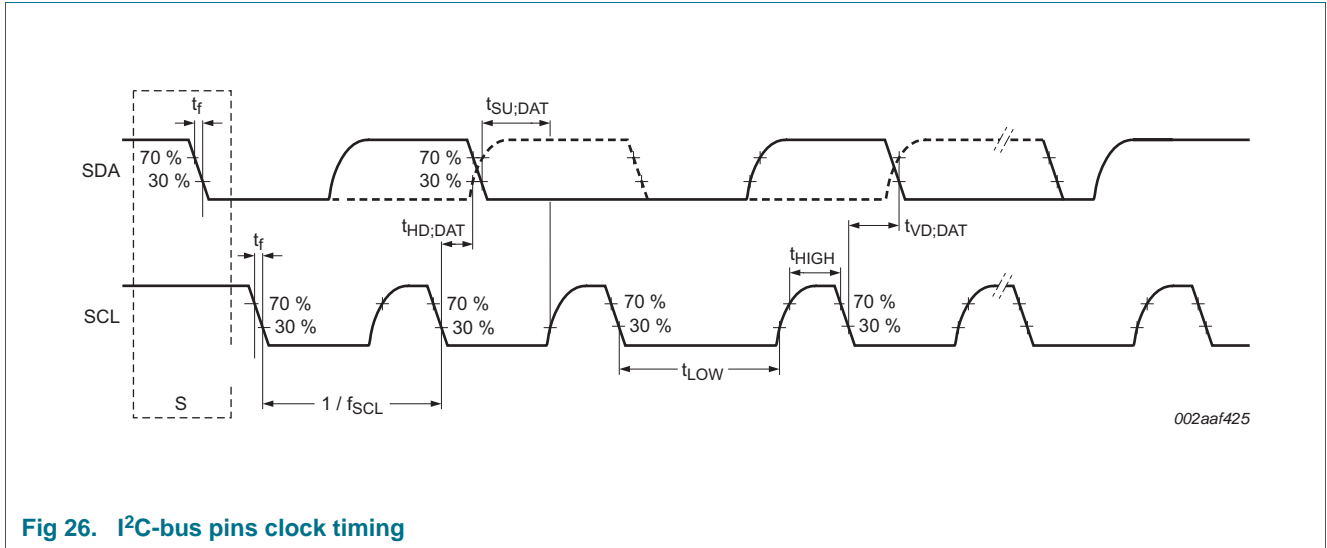 tf
tSU;DAT
70 %
30 %
70 %
30 %
SDA
tHD;DAT
tVD;DAT
tf
tHIGH
70 %
30 %
70 %
30 %
70 %
30 %
70 %
30 %
SCL
tLOW
S
1 / fSCL
002aaf425
Fig 26. I²C-bus pins clock timing